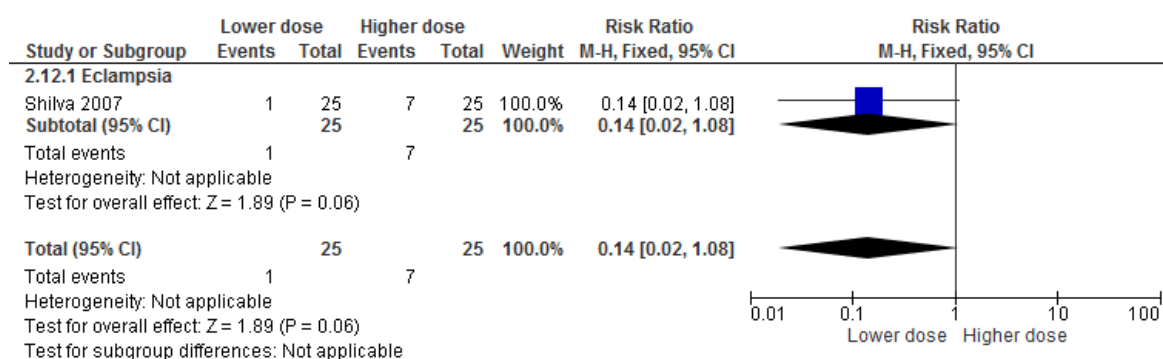 Lower dose Higher dose Risk Ratio Risk Ratio
Study or Subgroup Events Total Events Total Weight M-H, Fixed, 95% CI M-H, Fixed, 95% CI
2.12.1 Eclampsia
Shilva 2007 1 25 7 25 100.0% 0.14 [0.02, 1.08]
Subtotal (95% CI) 25 25 100.0% 0.14 [0.02, 1.08]
Total events 1 7
Heterogeneity: Not applicable
Test for overall effect: Z = 1.89 (P = 0.06)
Total (95% CI) 25 25 100.0% 0.14 [0.02, 1.08]
Total events 1 7
Heterogeneity: Not applicable
Test for overall effect: Z = 1.89 (P = 0.06)
Test for subgroup differences: Not applicable
0.01 0.1 1 10 100
Lower dose Higher dose